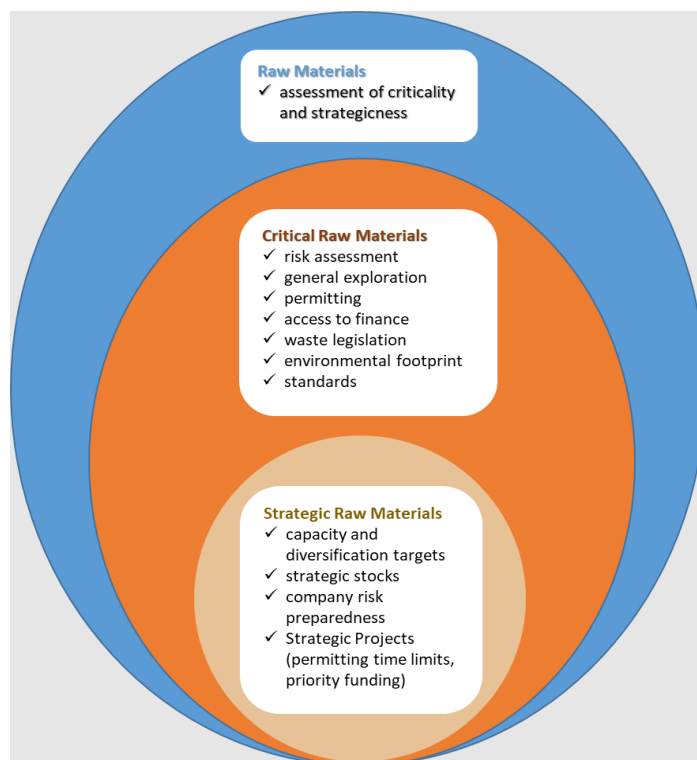 Raw Materials
✓ assessment of criticality
and strategicness
Critical Raw Materials
✓ risk assessment
✓ general exploration
✓ permitting
✓ access to finance
✓ waste legislation
✓ environmental footprint
✓ standards
Strategic Raw Materials
✓ capacity and
diversification targets
✓ strategic stocks
✓ company risk
preparedness
✓ Strategic Projects
(permitting time limits,
priority funding)